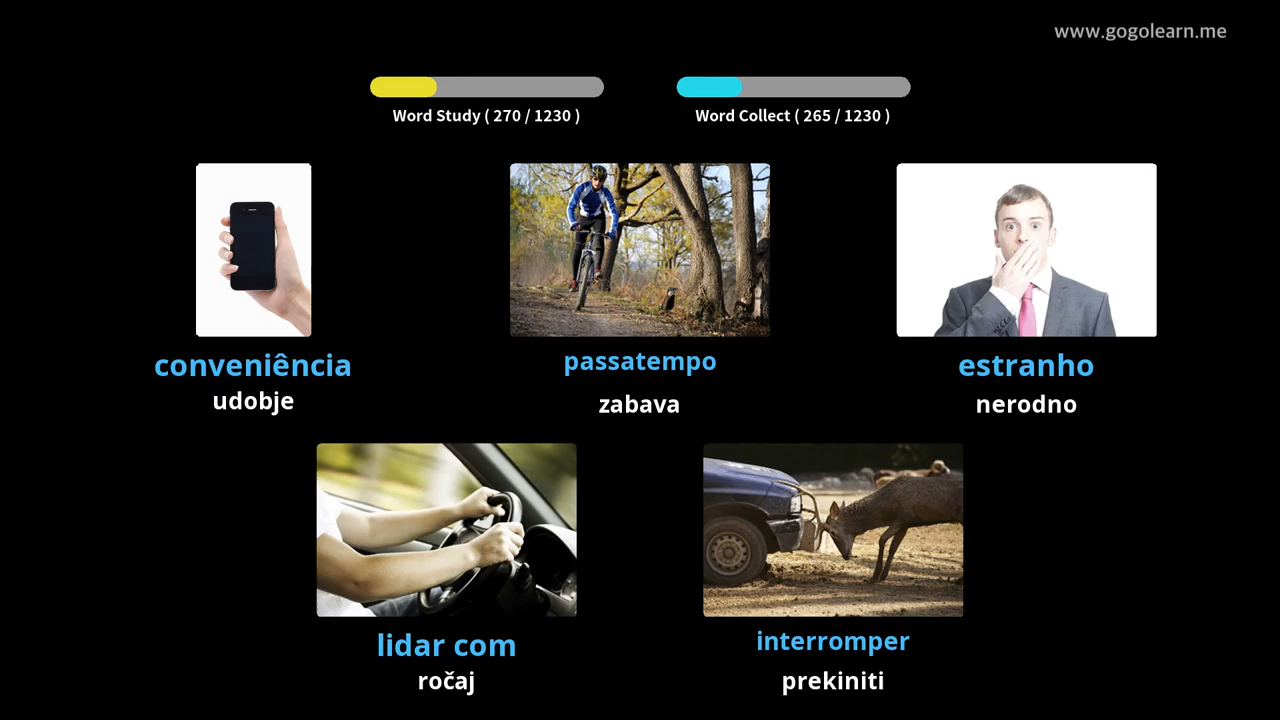 www.gogolearn.me
Word Study ( 270 / 1230 )
Word Collect ( 265 / 1230 )
conveniência
udobje
passatempo
zabava
estranho
nerodno
lidar com
ročaj
interromper
prekiniti